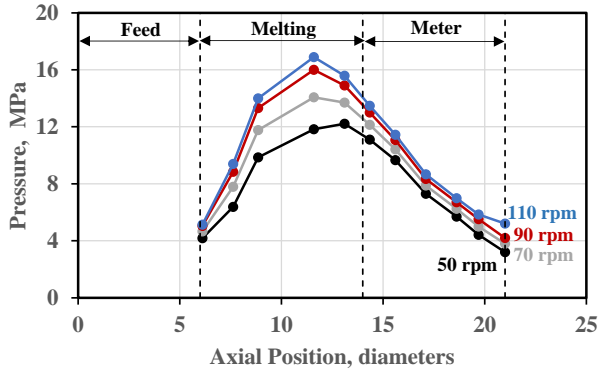 20
16
12
8
4
0
Pressure, MPa
Feed
Melting
Meter
110 rpm
90 rpm
70 rpm
50 rpm
0
5
10
15
20
25
Axial Position, diameters